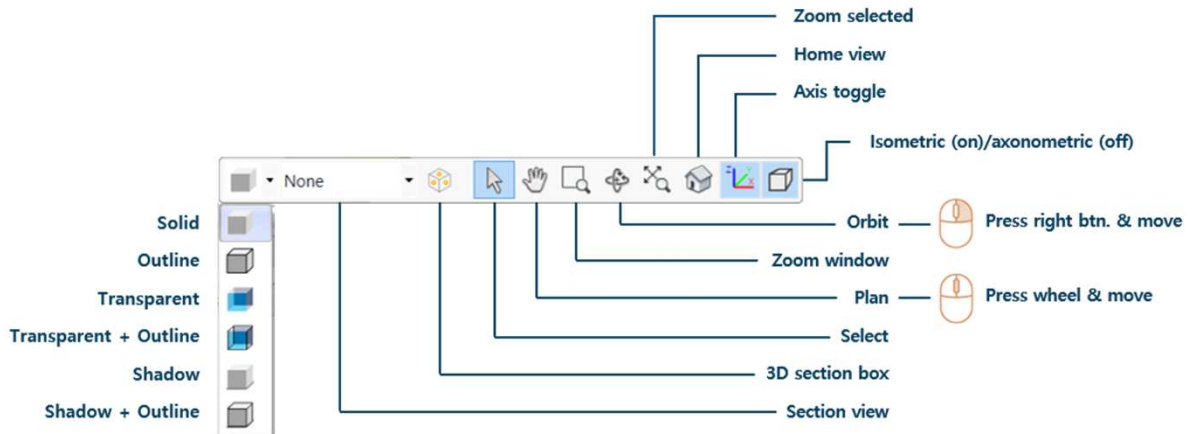 Zoom selected
Home view
Axis toggle
Isometric (on)/axonometric (off)
None
Z
Y
X
Solid
Orbit
Press right btn. & move
Outline
Zoom window
Transparent
Plan
Press wheel & move
Transparent + Outline
Select
Shadow
3D section box
Shadow + Outline
Section view